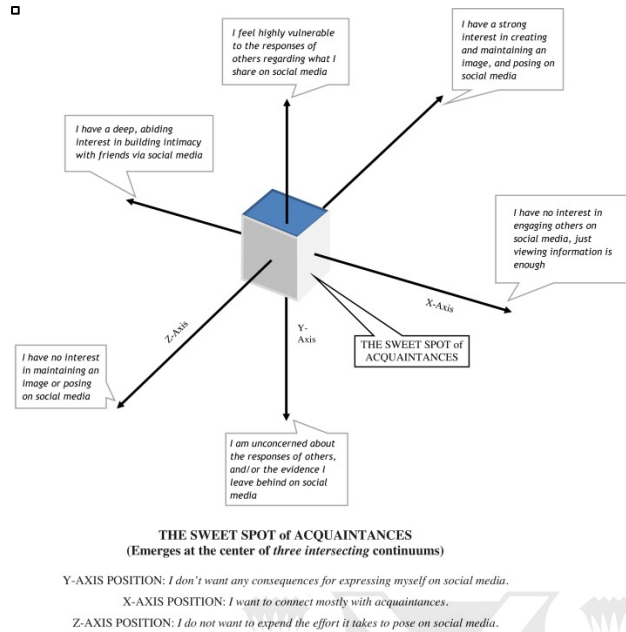 I feel highly vulnerable
to the responses of
others regarding what I
share on social media
I have a strong
interest in creating
and maintaining an
image, and posing on
social media
I have a deep, abiding
interest in building intimacy
with friends via social media
I have no interest in
engaging others on
social media, just
viewing information is
enough
X-Axis
Z-Axis
Y-
Axis
THE SWEET SPOT of
ACQUAINTANCES
I have no interest
in maintaining an
image or posing
on social media
I am unconcerned about
the responses of others,
and/or the evidence I
leave behind on social
media
THE SWEET SPOT of ACQUAINTANCES
(Emerges at the center of three intersecting continuums)
Y-AXIS POSITION: I don't want any consequences for expressing myself on social media.
X-AXIS POSITION: I want to connect mostly with acquaintances.
Z-AXIS POSITION: I do not want to expend the effort it takes to pose on social media.